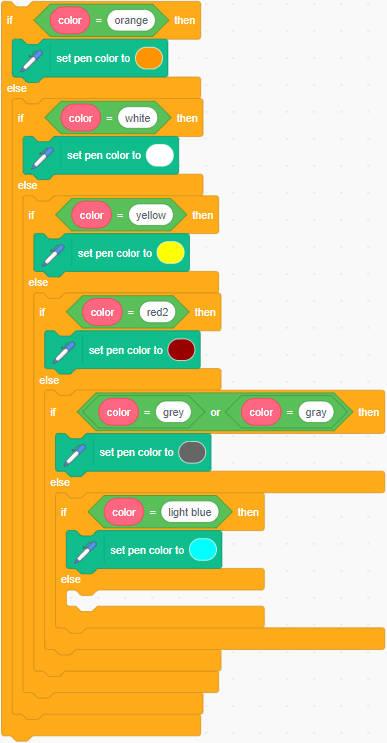 if color = orange then
set pen color to
else
if color = white then
set pen color to
else
if color = yellow then
set pen color to
else
if color = red2 then
set pen color to
else
if color = grey or color = gray then
set pen color to
else
if color = light blue then
set pen color to
else